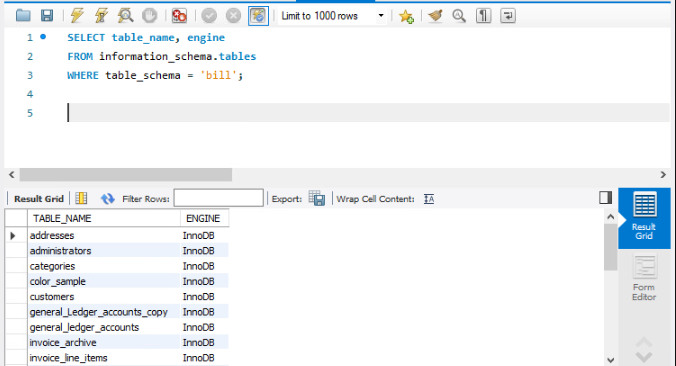 Limit to 1000 rows
1 SELECT table_name, engine
2 FROM information_schema.tables
3 WHERE table_schema = 'bill';
4
5
Result Grid Filter Rows: Export: Wrap Cell Content: IA
TABLE_NAME ENGINE
addresses InnoDB
administrators InnoDB
categories InnoDB
color_sample InnoDB
customers InnoDB
general_Ledger_accounts_copy InnoDB
general_ledger_accounts InnoDB
invoice_archive InnoDB
invoice_line_items InnoDB
Result
Grid
Form
Editor